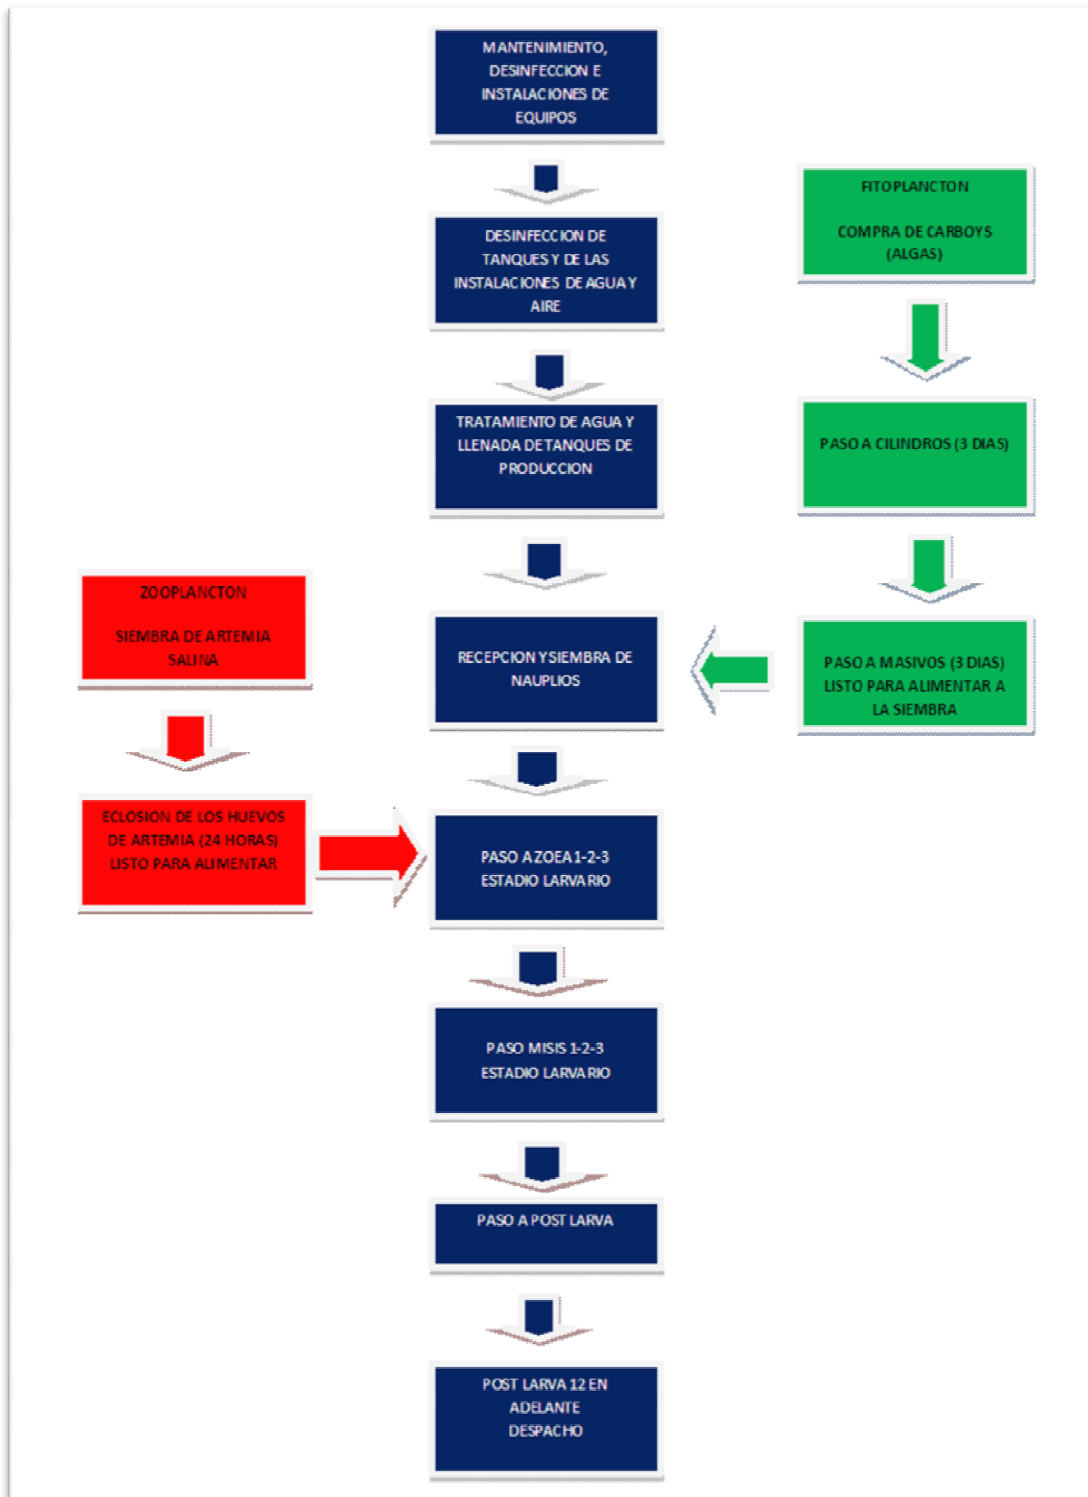 MANTENIMIENTO,
DESINFECCION E
INSTALACIONES DE
EQUIPOS
DESINFECCION DE
TANQUES Y DE LAS
INSTALACIONES DE AGUA Y
AIRE
TRATAMIENTO DE AGUA Y
LLENADA DE TANQUES DE
PRODUCCION
RECEPCION Y SIEMBRA DE
NAUPLIOS
PASO A ZOEA 1-2-3
ESTADIO LARVARIO
PASO MISIS 1-2-3
ESTADIO LARVARIO
PASO A POST LARVA
POST LARVA 12 EN
ADELANTE
DESPACHO
FITOPLANCTON
COMPRA DE CARBOYS
(ALGAS)
PASO A CILINDROS (3 DIAS)
PASO A MASIVOS (3 DIAS)
LISTO PARA ALIMENTAR A
LA SIEMBRA
ZOOPLANCTON
SIEMBRA DE ARTEMIA
SALINA
ECLOSION DE LOS HUEVOS
DE ARTEMIA (24 HORAS)
LISTO PARA ALIMENTAR